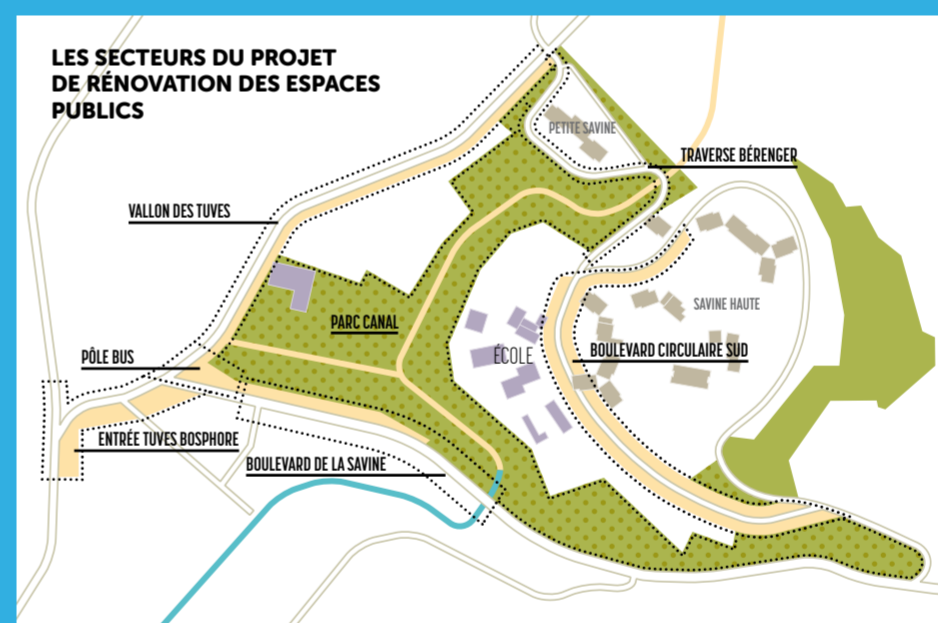 LES SECTEURS DU PROJET
DE RÉNOVATION DES ESPACES
PUBLICS
PETITE SAVINE
TRAVERSE BÉRENGER
VALLON DES TUVES
SAVINE HAUTE
PARC CANAL
PÔLE BUS
ÉCOLE
BOULEVARD CIRCULAIRE SUD
ENTRÉE TUVES BOSPHORE
BOULEVARD DE LA SAVINE